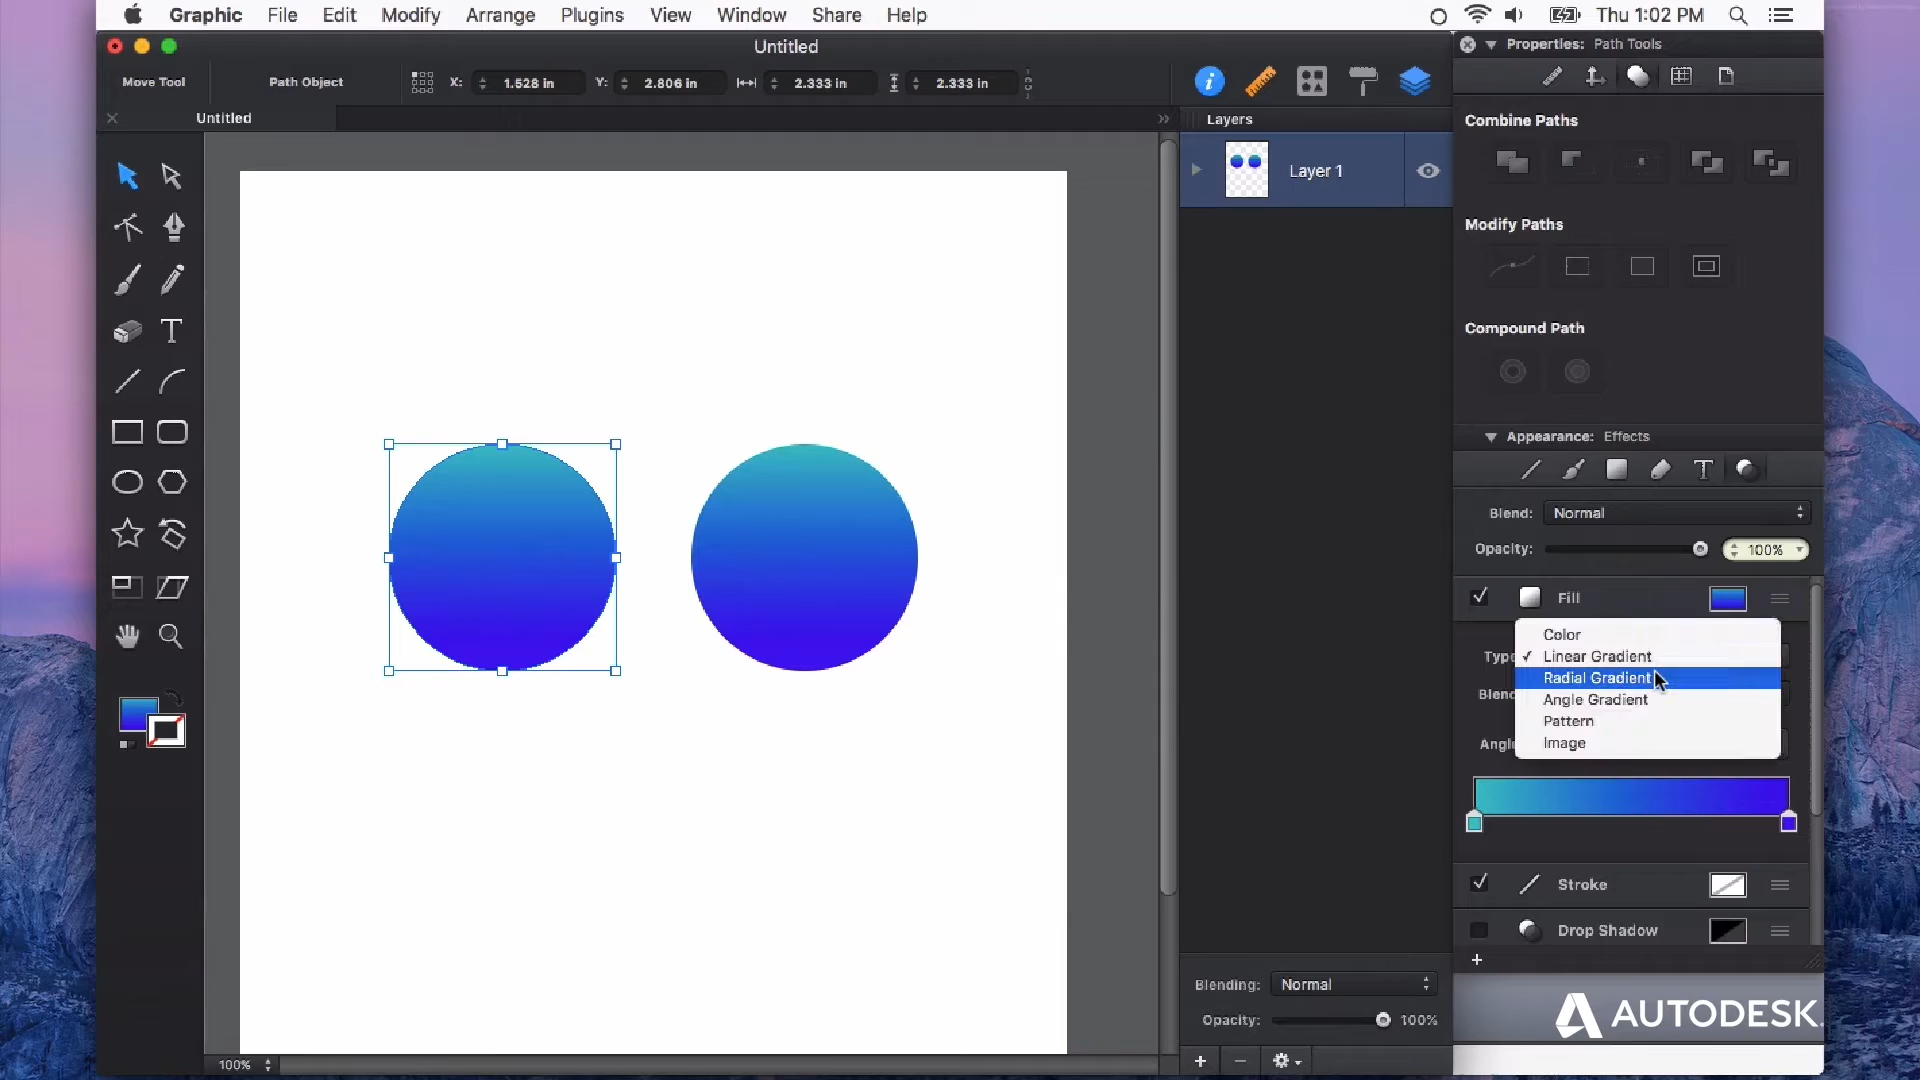 Graphic File Edit Modify Arrange Plugins View Window Share Help Thu 1:02 PM
Untitled
Properties: Path Tools
Move Tool Path Object X: 1.528 in Y: 2.806 in 2.333 in 2.333 in
Untitled
Layers
Layer 1
Combine Paths
Modify Paths
Compound Path
Appearance: Effects
Blend: Normal
Opacity: 100%
Fill
Color
Type Linear Gradient
Radial Gradient
Blend
Angle Gradient
Pattern
Angle Image
Stroke
Drop Shadow
Blending: Normal
Opacity: 100%
AUTODESK.
100%